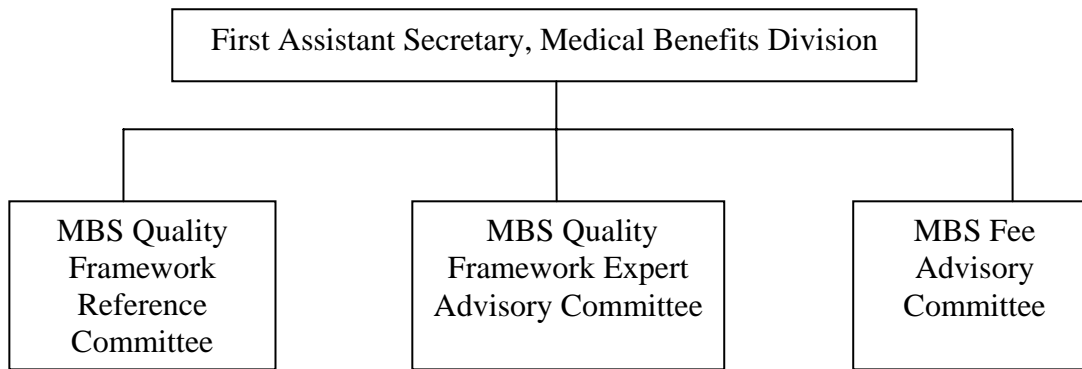 First Assistant Secretary, Medical Benefits Division
MBS Quality
Framework
Reference
Committee
MBS Quality
Framework Expert
Advisory Committee
MBS Fee
Advisory
Committee